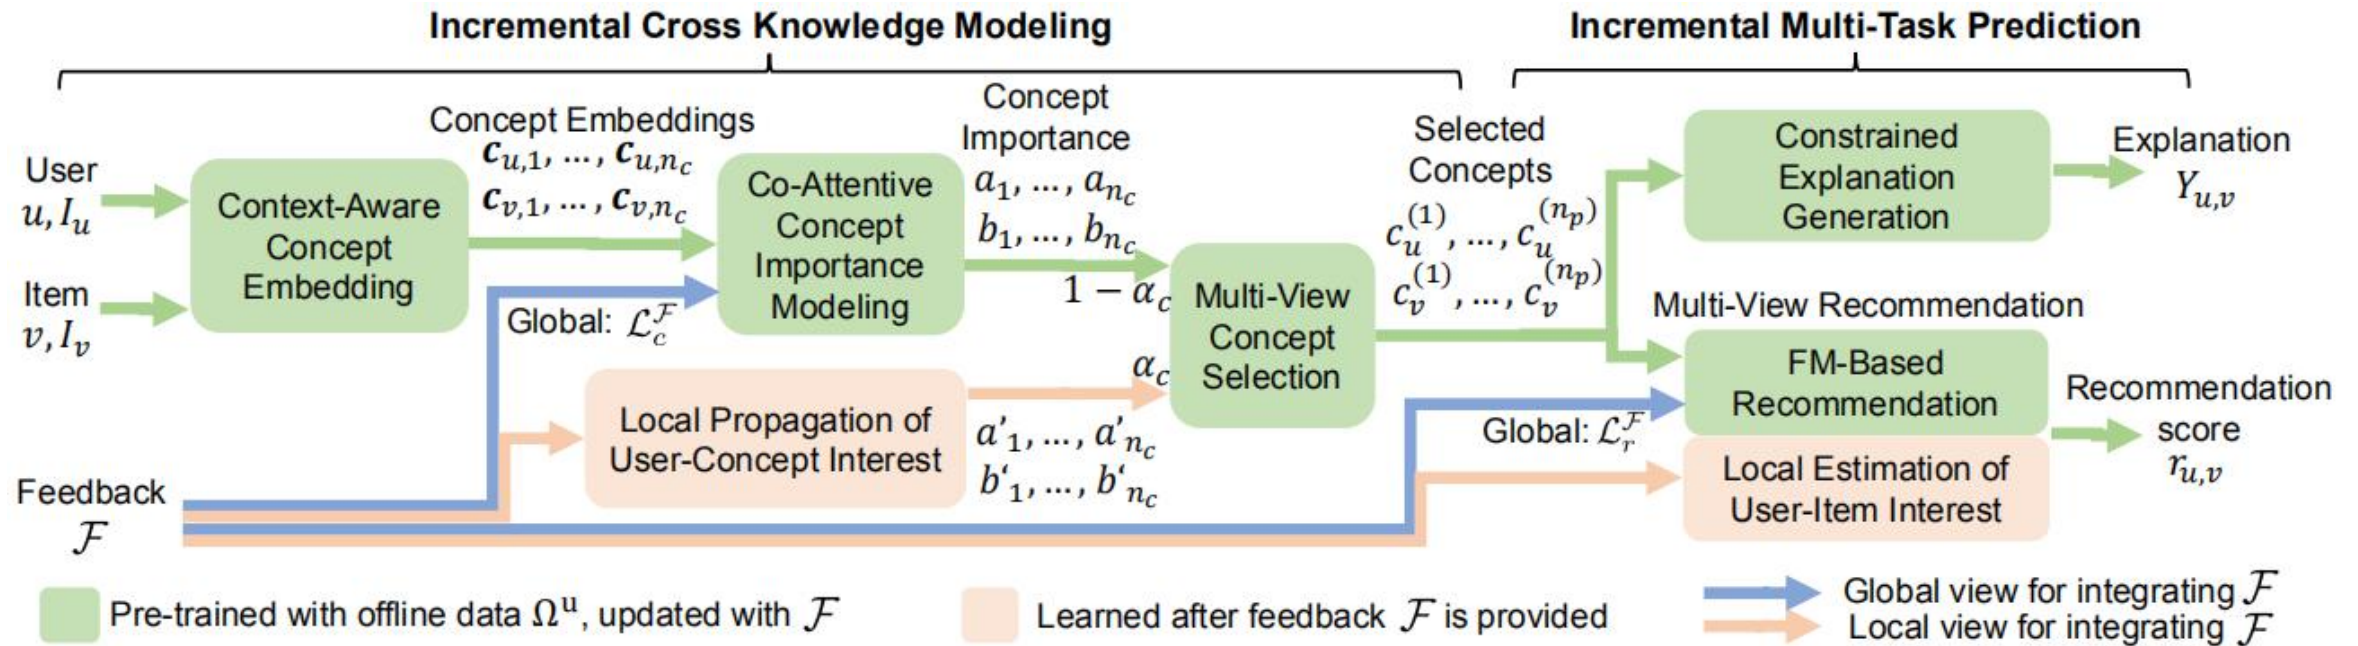 Incremental Cross Knowledge Modeling
Incremental Multi-Task Prediction
User
u, I_u
Item
v, I_v
Context-Aware
Concept
Embedding
Concept Embeddings
c_{u,1}, ..., c_{u,n_c}
c_{v,1}, ..., c_{v,n_c}
Global: ℒ_c^ℱ
Co-Attentive
Concept
Importance
Modeling
Concept
Importance
a_1, ..., a_{n_c}
b_1, ..., b_{n_c}
1 − α_c
α_c
Local Propagation of
User-Concept Interest
a'_1, ..., a'_{n_c}
b‘_1, ..., b‘_{n_c}
Multi-View
Concept
Selection
Selected
Concepts
c_u^{(1)}, ..., c_u^{(n_p)}
c_v^{(1)}, ..., c_v^{(n_p)}
Constrained
Explanation
Generation
Explanation
Y_{u,v}
Multi-View Recommendation
FM-Based
Recommendation
Global: ℒ_r^ℱ
Local Estimation of
User-Item Interest
Recommendation
score
r_{u,v}
Feedback
ℱ
Pre-trained with offline data Ω^u, updated with ℱ
Learned after feedback ℱ is provided
Global view for integrating ℱ
Local view for integrating ℱ